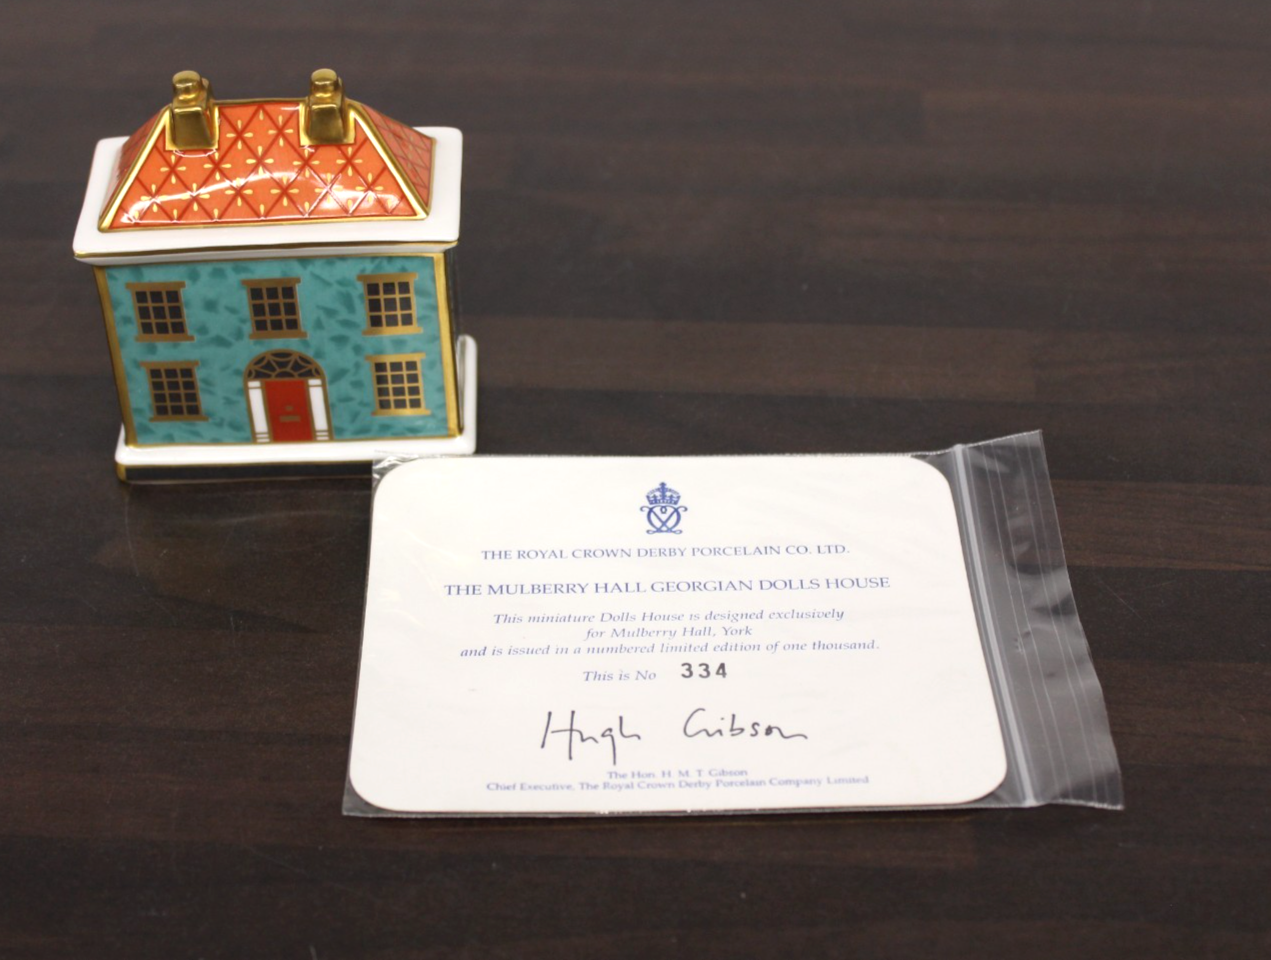 THE ROYAL CROWN DERBY PORCELAIN CO. LTD.
THE MULBERRY HALL GEORGIAN DOLLS HOUSE
This miniature Dolls House is designed exclusively
for Mulberry Hall, York
and is issued in a numbered limited edition of one thousand.
This is No 334
Hugh Gibson
The Hon. H. M. T. Gibson
Chief Executive, The Royal Crown Derby Porcelain Company Limited